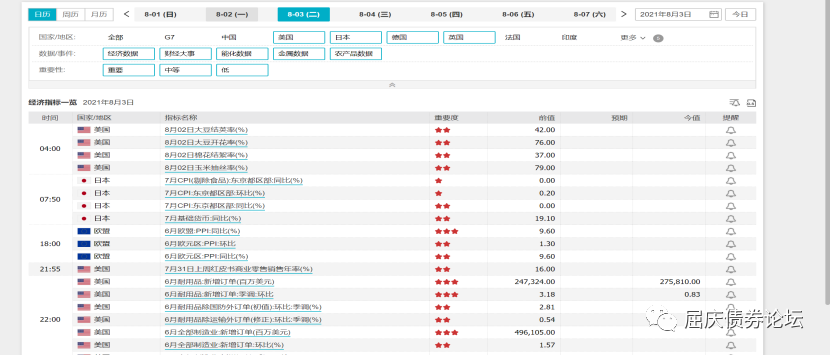 日历 周历 月历 < 8-01 (日) 8-02 (一) 8-03 (二) 8-04 (三) 8-05 (四) 8-06 (五) 8-07 (六) > 2021年8月3日 今日
国家/地区: 全部 G7 中国 美国 日本 德国 英国 法国 印度 更多
数据/事件: 经济数据 财经大事 能化数据 金属数据 农产品数据
重要性: 重要 中等 低
经济指标一览 2021年8月3日
时间 国家/地区 指标名称 重要度 前值 预期 今值 提醒
美国 8月02日大豆结荚率(%) ★★ 42.00
美国 8月02日大豆开花率(%) ★★ 76.00
04:00
美国 8月02日棉花结絮率(%) ★★ 37.00
美国 8月02日玉米抽丝率(%) ★★ 79.00
日本 7月CPI(剔除食品):东京都区部:同比(%) ★ 0.00
日本 7月CPI:东京都区部:环比(%) ★ 0.20
07:50
日本 7月CPI:东京都区部:同比(%) ★★ 0.00
日本 7月基础货币:同比(%) ★★ 19.10
欧盟 6月欧盟:PPI:同比(%) ★★★ 9.60
18:00 欧盟 6月欧元区:PPI:环比 ★★ 1.30
欧盟 6月欧元区:PPI:同比(%) ★★ 9.60
21:55 美国 7月31日上周红皮书商业零售销售年率(%) ★★ 16.00
美国 6月耐用品:新增订单(百万美元) ★★★ 247,324.00 275,810.00
美国 6月耐用品:新增订单:季调:环比 ★★★ 3.18 0.83
美国 6月耐用品除国防外订单(初值):环比:季调(%) ★★ 2.81
22:00 美国 6月耐用品除运输外订单(修正):环比:季调(%) ★★ 0.54
美国 6月全部制造业:新增订单(百万美元) ★★★ 496,105.00
美国 6月全部制造业:新增订单:环比(%) ★★ 1.57
屈庆债券论坛